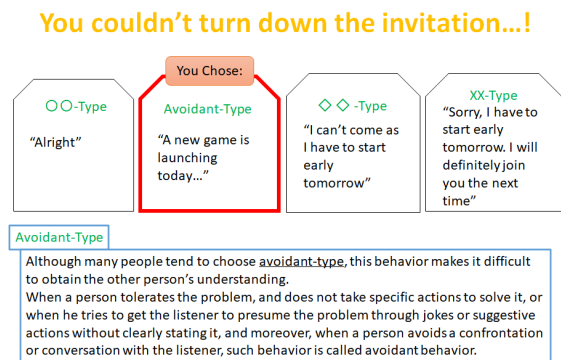 You couldn’t turn down the invitation…!
You Chose:
〇〇-Type
“Alright”
Avoidant-Type
“A new game is
launching
today…”
◇ ◇ -Type
“I can’t come as
I have to start
early
tomorrow”
XX-Type
“Sorry, I have to
start early
tomorrow. I will
definitely join
you the next
time”
Avoidant-Type
Although many people tend to choose avoidant-type, this behavior makes it difficult
to obtain the other person’s understanding.
When a person tolerates the problem, and does not take specific actions to solve it, or
when he tries to get the listener to presume the problem through jokes or suggestive
actions without clearly stating it, and moreover, when a person avoids a confrontation
or conversation with the listener, such behavior is called avoidant behavior.